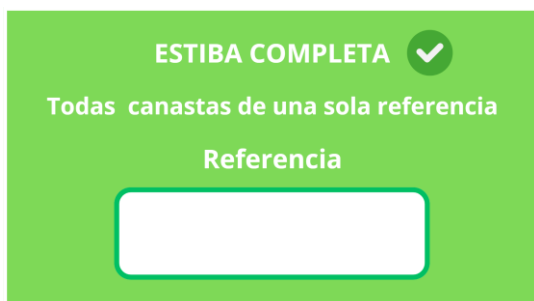 ESTIBA COMPLETA
Todas canastas de una sola referencia
Referencia